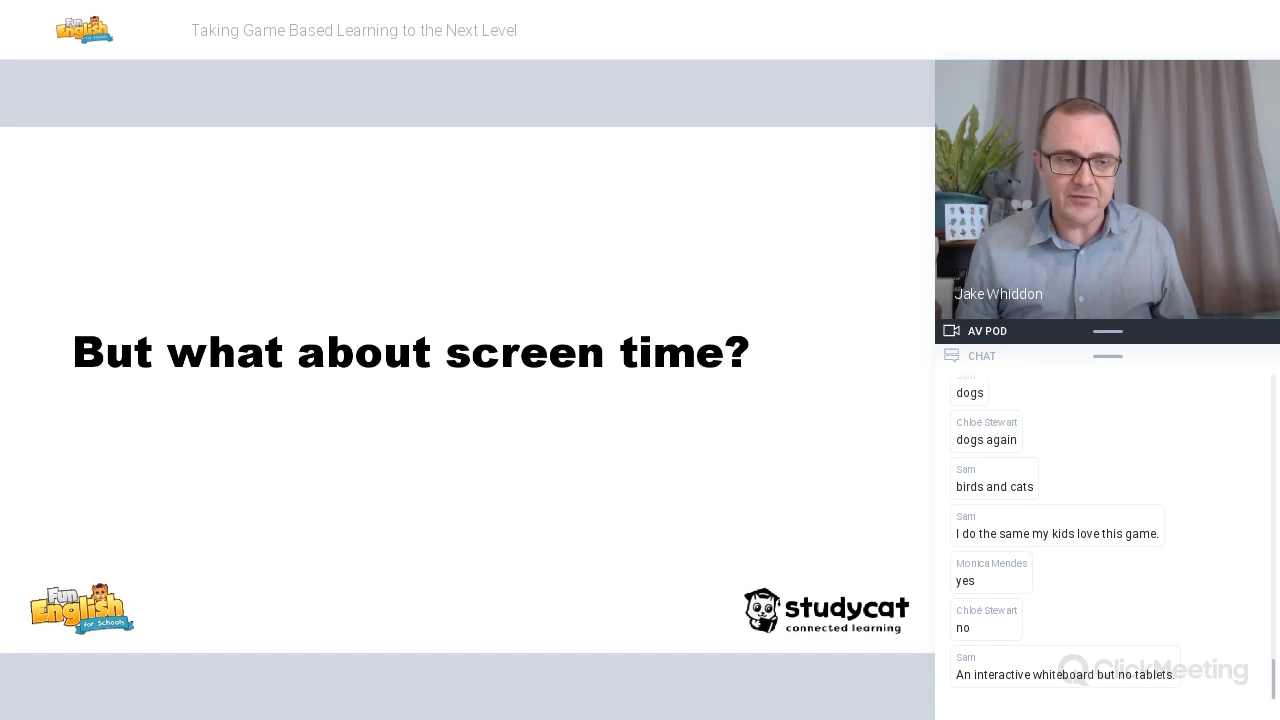 Fun
English
for Schools
Taking Game Based Learning to the Next Level
But what about screen time?
Fun
English
for Schools
studycat
connected learning
Jake Whiddon
AV POD
CHAT
Sam
dogs
Chloé Stewart
dogs again
Sam
birds and cats
Sam
I do the same my kids love this game.
Monica Mendes
yes
Chloé Stewart
no
Sam
An interactive whiteboard but no tablets.
ClickMeeting